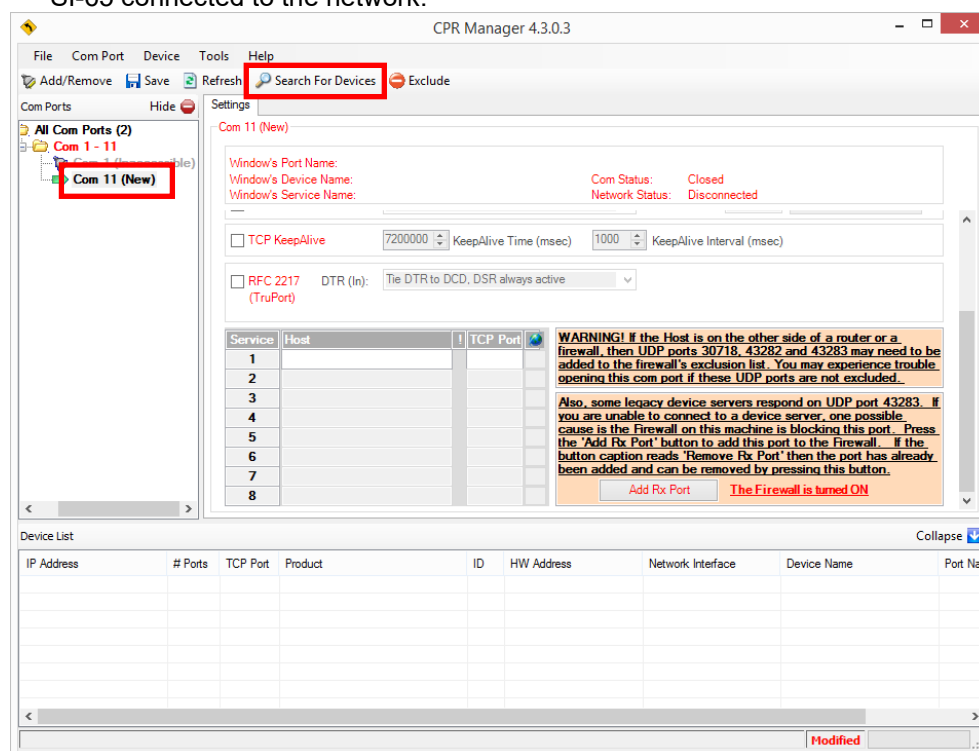 SI-65 connected to the network.
CPR Manager 4.3.0.3
File Com Port Device Tools Help
Add/Remove Save Refresh Search For Devices Exclude
Com Ports Hide
Settings
All Com Ports (2)
Com 1 - 11
Com 1 (Inaccessible)
Com 11 (New)
Com 11 (New)
Window's Port Name:
Window's Device Name: Com Status: Closed
Window's Service Name: Network Status: Disconnected
TCP KeepAlive 7200000 KeepAlive Time (msec) 1000 KeepAlive Interval (msec)
RFC 2217 DTR (In): Tie DTR to DCD, DSR always active
(TruPort)
Service Host ! TCP Port
1
2
3
4
5
6
7
8
WARNING! If the Host is on the other side of a router or a
firewall, then UDP ports 30718, 43282 and 43283 may need to be
added to the firewall's exclusion list. You may experience trouble
opening this com port if these UDP ports are not excluded.
Also, some legacy device servers respond on UDP port 43283. If
you are unable to connect to a device server, one possible
cause is the Firewall on this machine is blocking this port. Press
the 'Add Rx Port' button to add this port to the Firewall. If the
button caption reads 'Remove Rx Port' then the port has already
been added and can be removed by pressing this button.
Add Rx Port The Firewall is turned ON
Device List Collapse
IP Address # Ports TCP Port Product ID HW Address Network Interface Device Name Port Na
Modified